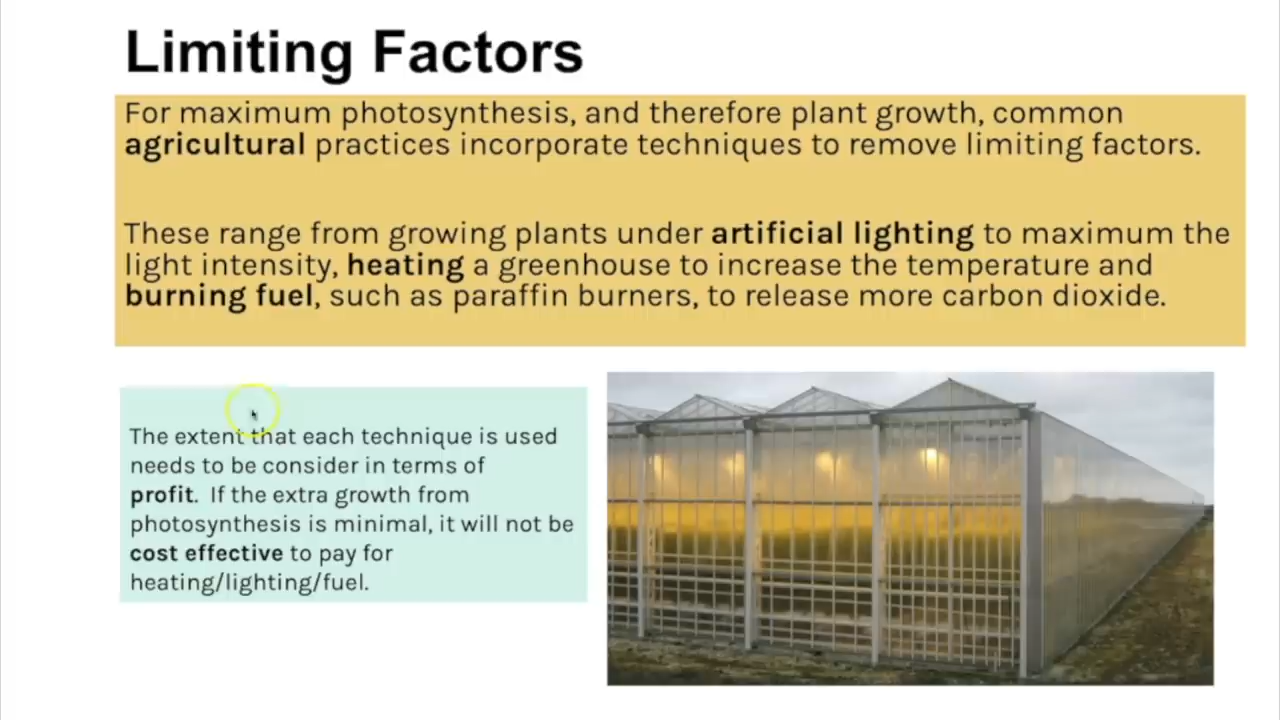 Limiting Factors
For maximum photosynthesis, and therefore plant growth, common
agricultural practices incorporate techniques to remove limiting factors.
These range from growing plants under artificial lighting to maximum the
light intensity, heating a greenhouse to increase the temperature and
burning fuel, such as paraffin burners, to release more carbon dioxide.
The extent that each technique is used
needs to be consider in terms of
profit. If the extra growth from
photosynthesis is minimal, it will not be
cost effective to pay for
heating/lighting/fuel.